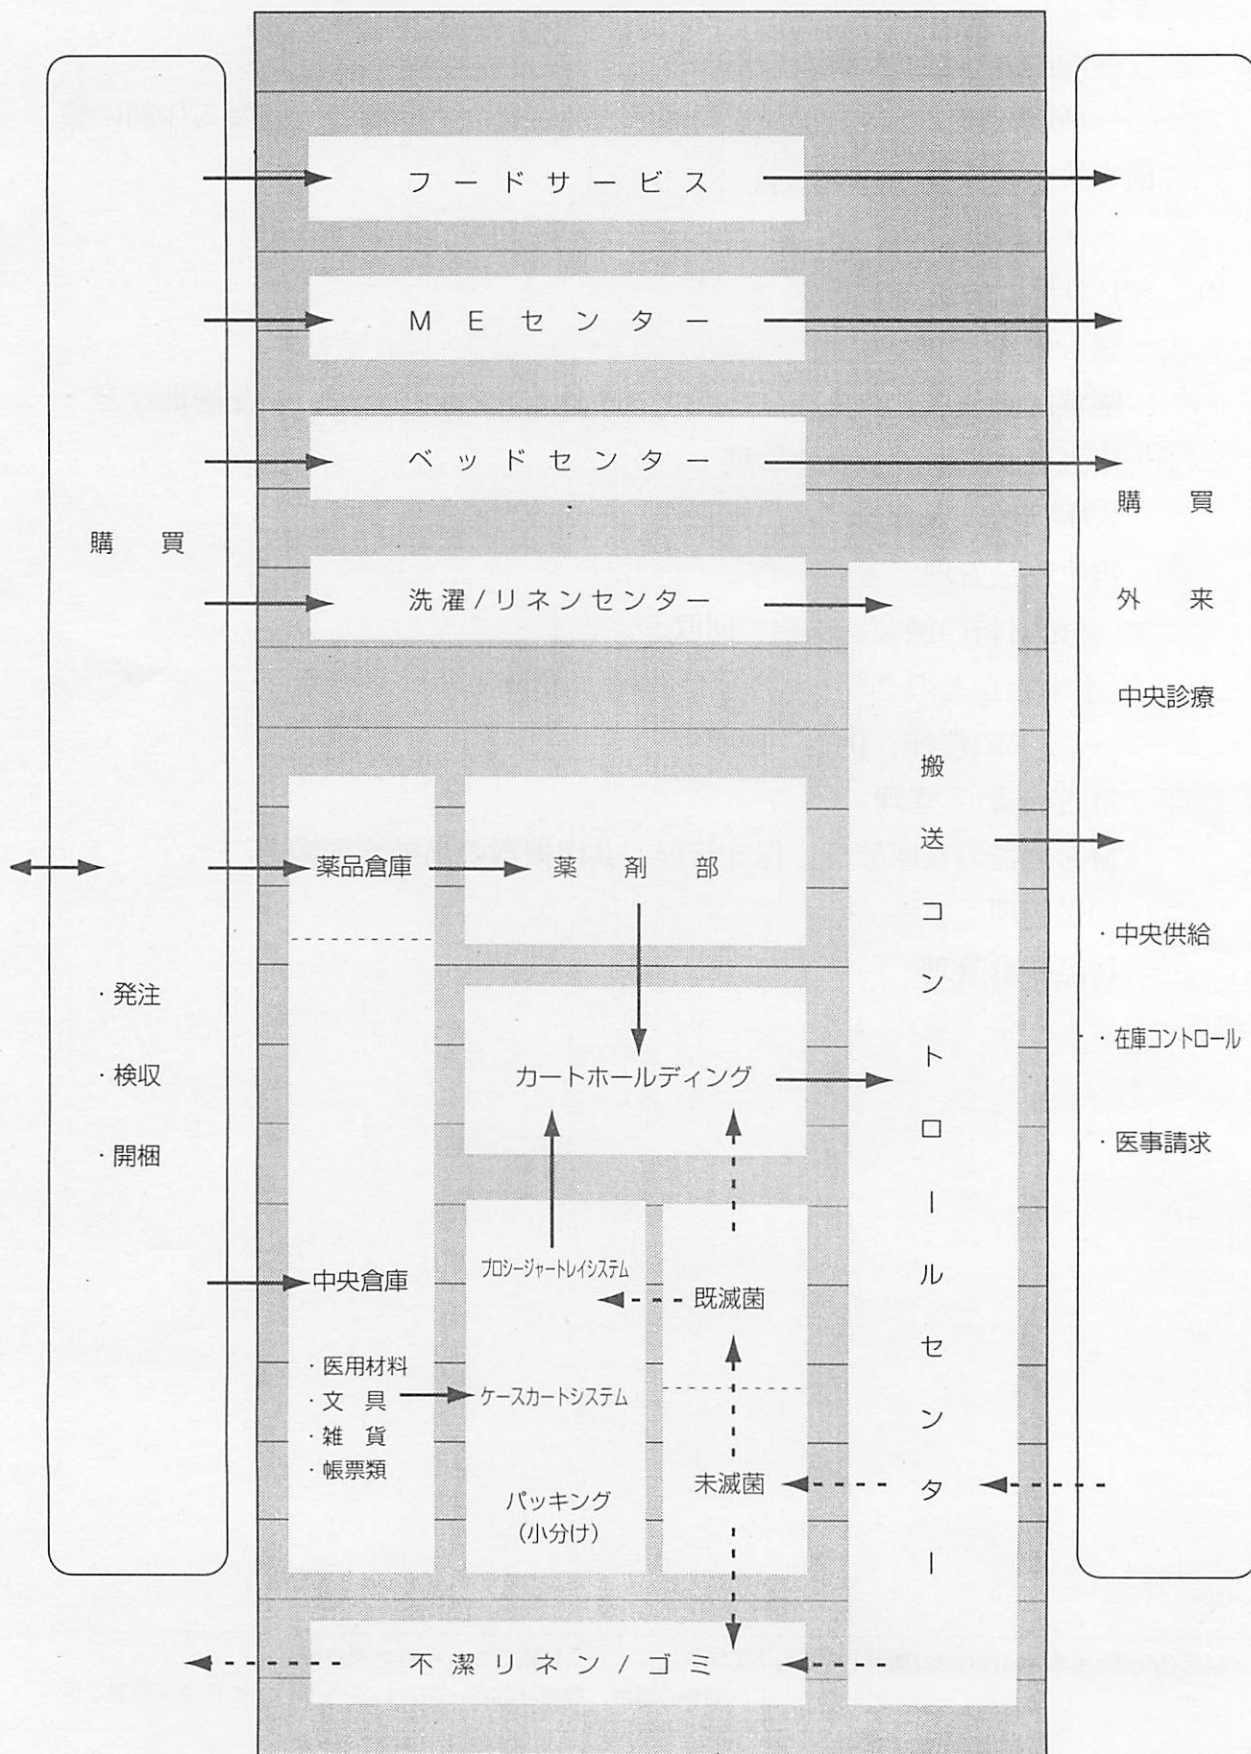 フードサービス
MEセンター
ベッドセンター
洗濯/リネンセンター
購買
・発注
・検収
・開梱
薬品倉庫
薬剤部
カートホールディング
中央倉庫
・医用材料
・文具
・雑貨
・帳票類
プロシージャートレイシステム
ケースカートシステム
パッキング
(小分け)
既滅菌
未滅菌
不潔リネン/ゴミ
搬送コントロールセンター
購買
外来
中央診療
・中央供給
・在庫コントロール
・医事請求